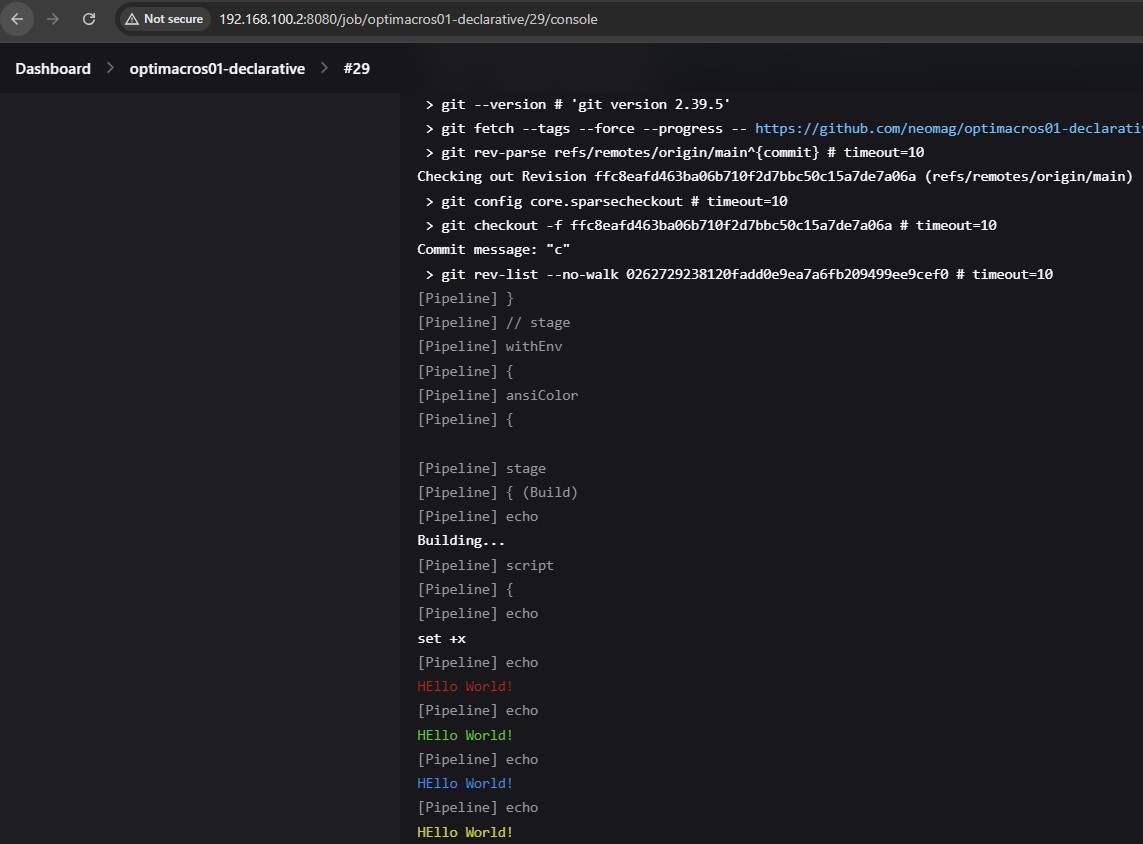 Not secure 192.168.100.2:8080/job/optimacros01-declarative/29/console
Dashboard > optimacros01-declarative > #29
> git --version # 'git version 2.39.5'
> git fetch --tags --force --progress -- https://github.com/neomag/optimacros01-declarati
> git rev-parse refs/remotes/origin/main^{commit} # timeout=10
Checking out Revision ffc8eafd463ba06b710f2d7bbc50c15a7de7a06a (refs/remotes/origin/main)
> git config core.sparsecheckout # timeout=10
> git checkout -f ffc8eafd463ba06b710f2d7bbc50c15a7de7a06a # timeout=10
Commit message: "c"
> git rev-list --no-walk 0262729238120fadd0e9ea7a6fb209499ee9cef0 # timeout=10
[Pipeline] }
[Pipeline] // stage
[Pipeline] withEnv
[Pipeline] {
[Pipeline] ansiColor
[Pipeline] {
[Pipeline] stage
[Pipeline] { (Build)
[Pipeline] echo
Building...
[Pipeline] script
[Pipeline] {
[Pipeline] echo
set +x
[Pipeline] echo
HEllo World!
[Pipeline] echo
HEllo World!
[Pipeline] echo
HEllo World!
[Pipeline] echo
HEllo World!